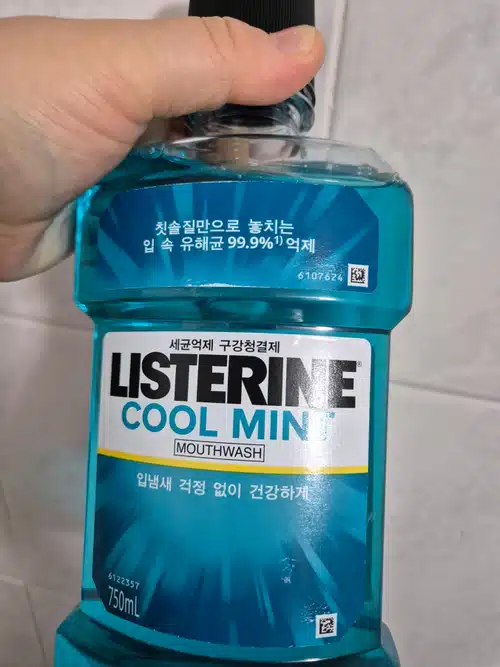 칫솔질만으로 놓치는
입 속 유해균 99.9%¹⁾ 억제
6107624
세균억제 구강청결제
LISTERINE®
COOL MINT™
MOUTHWASH
입냄새 걱정 없이 건강하게
6122357
750mL